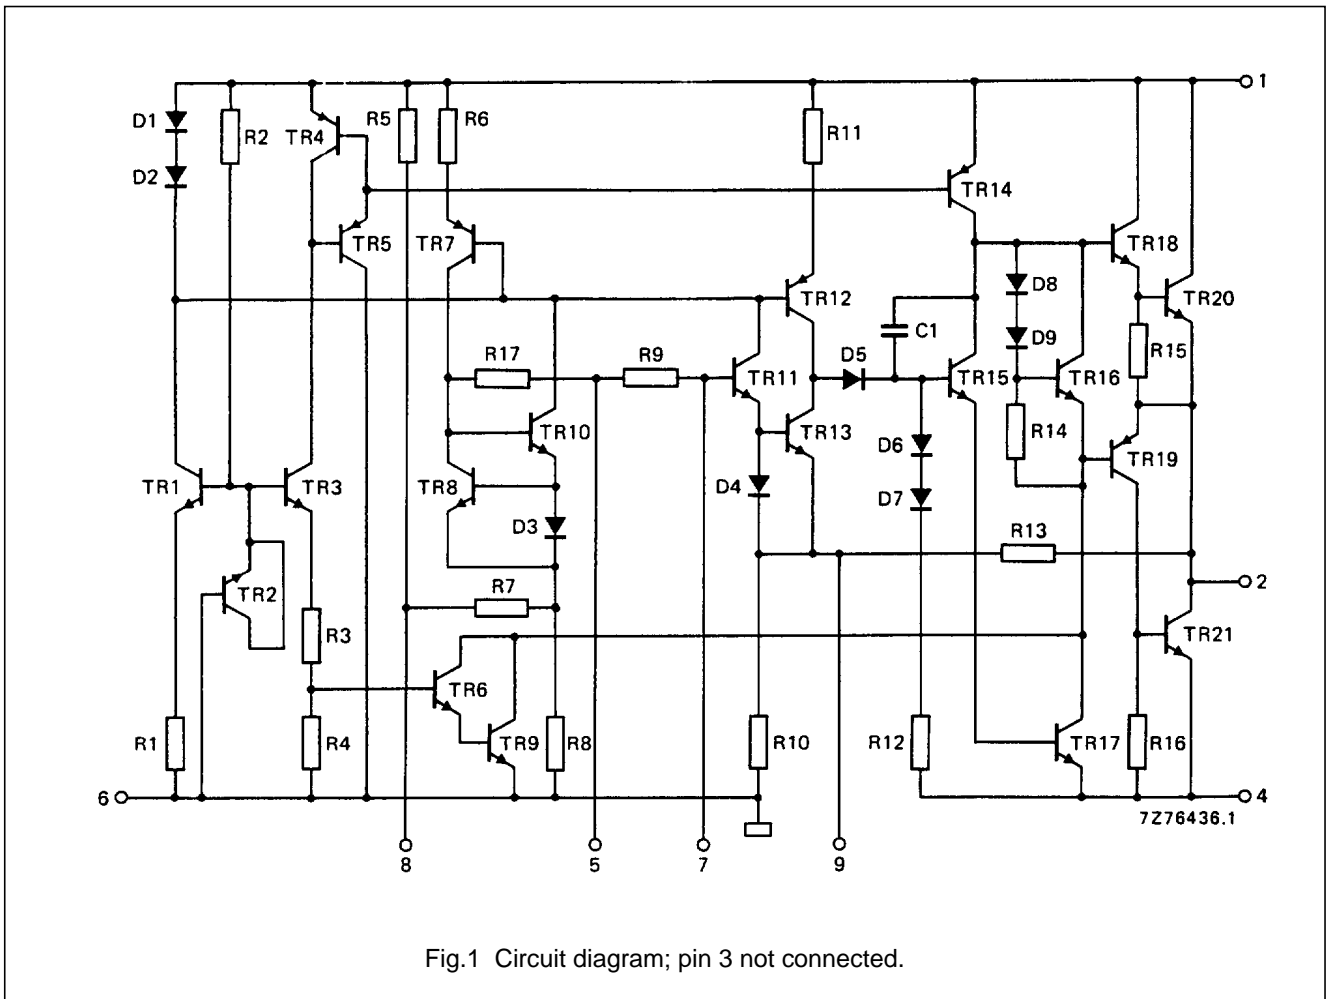 1
D1
R2
TR4
R5
R6
R11
D2
TR14
TR5
TR7
TR18
D8
TR12
TR20
C1
D9
R15
R17
R9
D5
TR11
TR15
TR16
TR10
TR13
R14
D6
TR19
TR1
TR3
TR8
D4
D7
D3
R13
2
TR2
R7
R3
TR21
TR6
R1
R4
TR9
R8
R10
R12
TR17
R16
6
4
7Z76436.1
8
5
7
9
Fig.1 Circuit diagram; pin 3 not connected.